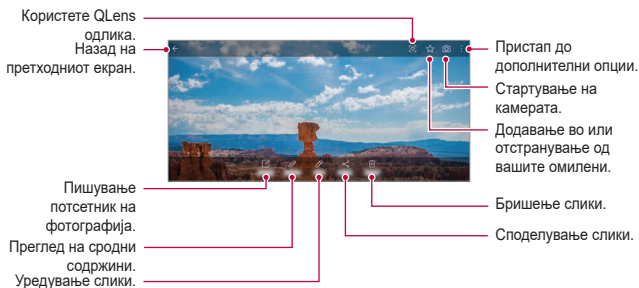 Користете QLens
одлика.
Назад на
претходниот екран.
Пристап до
дополнителни опции.
Стартување на
камерата.
Додавање во или
отстранување од
вашите омилени.
Пишување
потсетник на
фотографија.
Преглед на сродни
содржини.
Уредување слики.
Бришење слики.
Споделување слики.